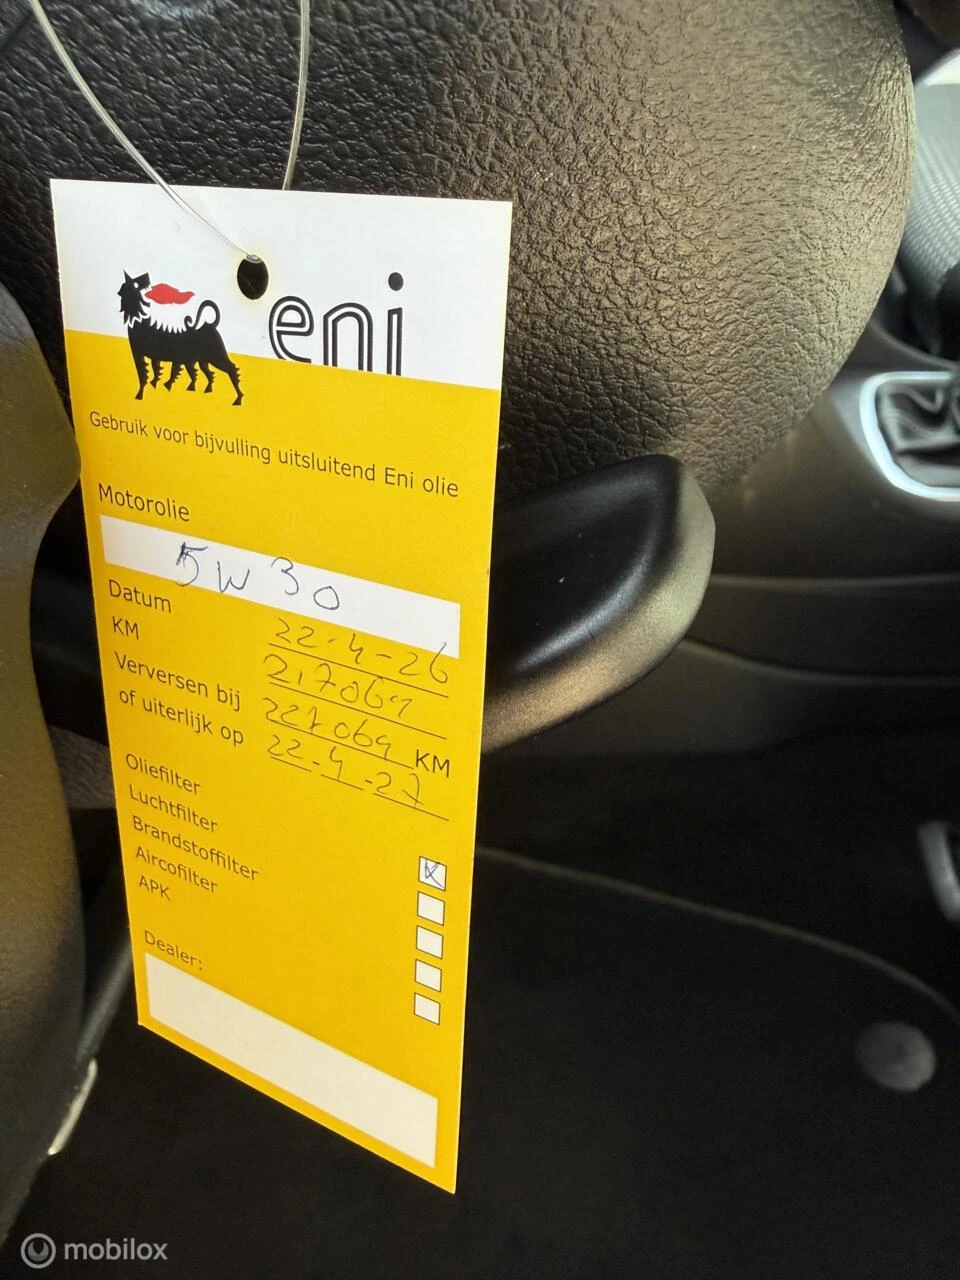 eni
Gebruik voor bijvulling uitsluitend Eni olie
Motorolie
5W30
Datum 22-4-26
KM 217069
Verversen bij 227069 KM
of uiterlijk op 22-4-27
Oliefilter
Luchtfilter
Brandstoffilter
Aircofilter
APK
Dealer:
mobilox